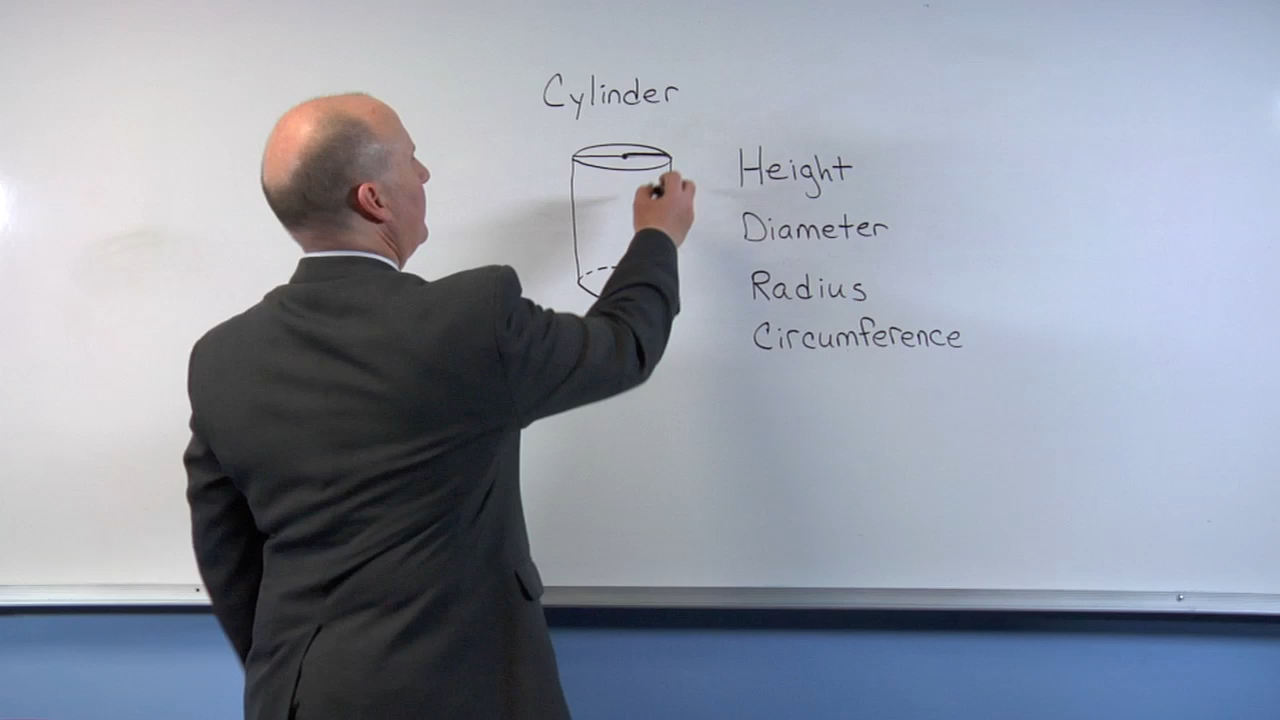 Cylinder
Height
Diameter
Radius
Circumference